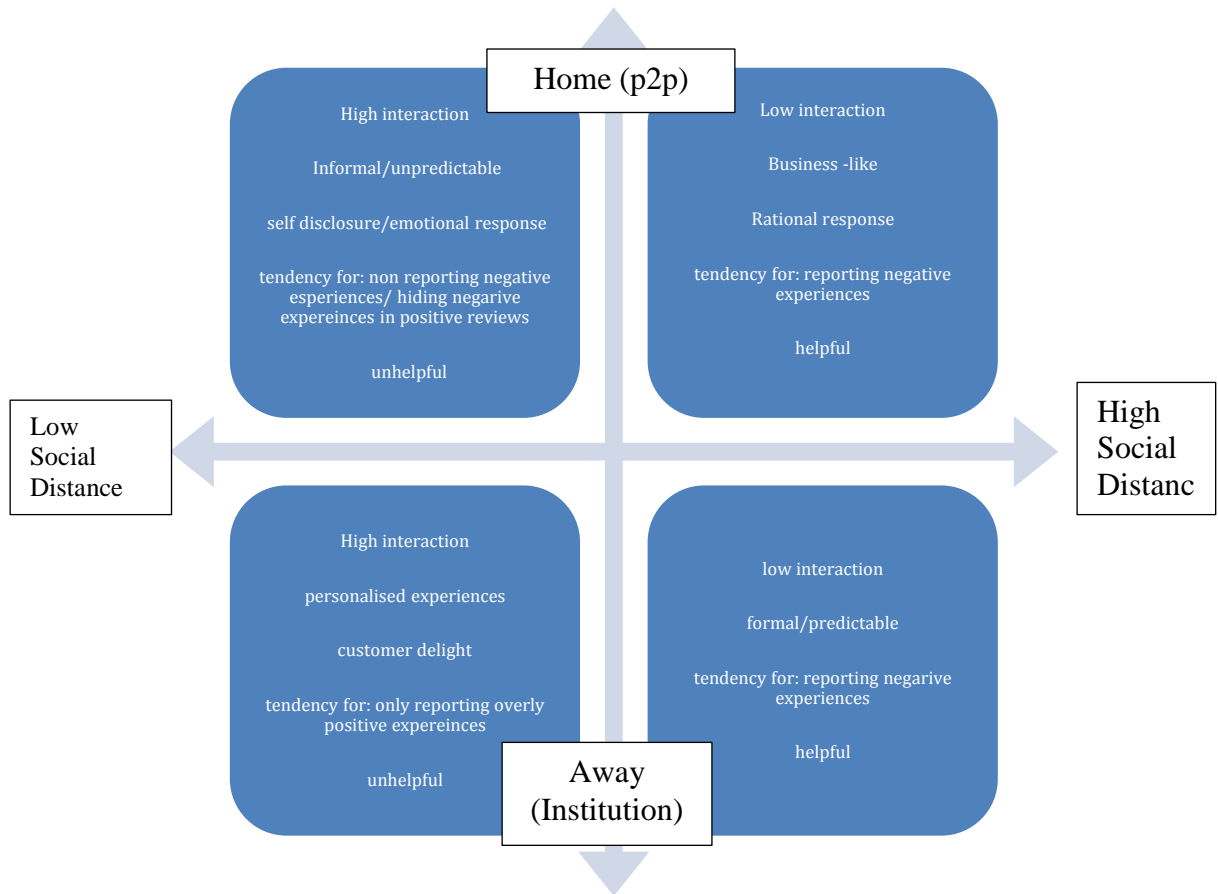 Home (p2p)
High interaction
Informal/unpredictable
self disclosure/emotional response
tendency for: non reporting negative
esperiences/ hiding negarive
expereinces in positive reviews
unhelpful
Low interaction
Business -like
Rational response
tendency for: reporting negative
experiences
helpful
Low
Social
Distance
High
Social
Distanc
High interaction
personalised experiences
customer delight
tendency for: only reporting overly
positive expereinces
unhelpful
low interaction
formal/predictable
tendency for: reporting negarive
experiences
helpful
Away
(Institution)